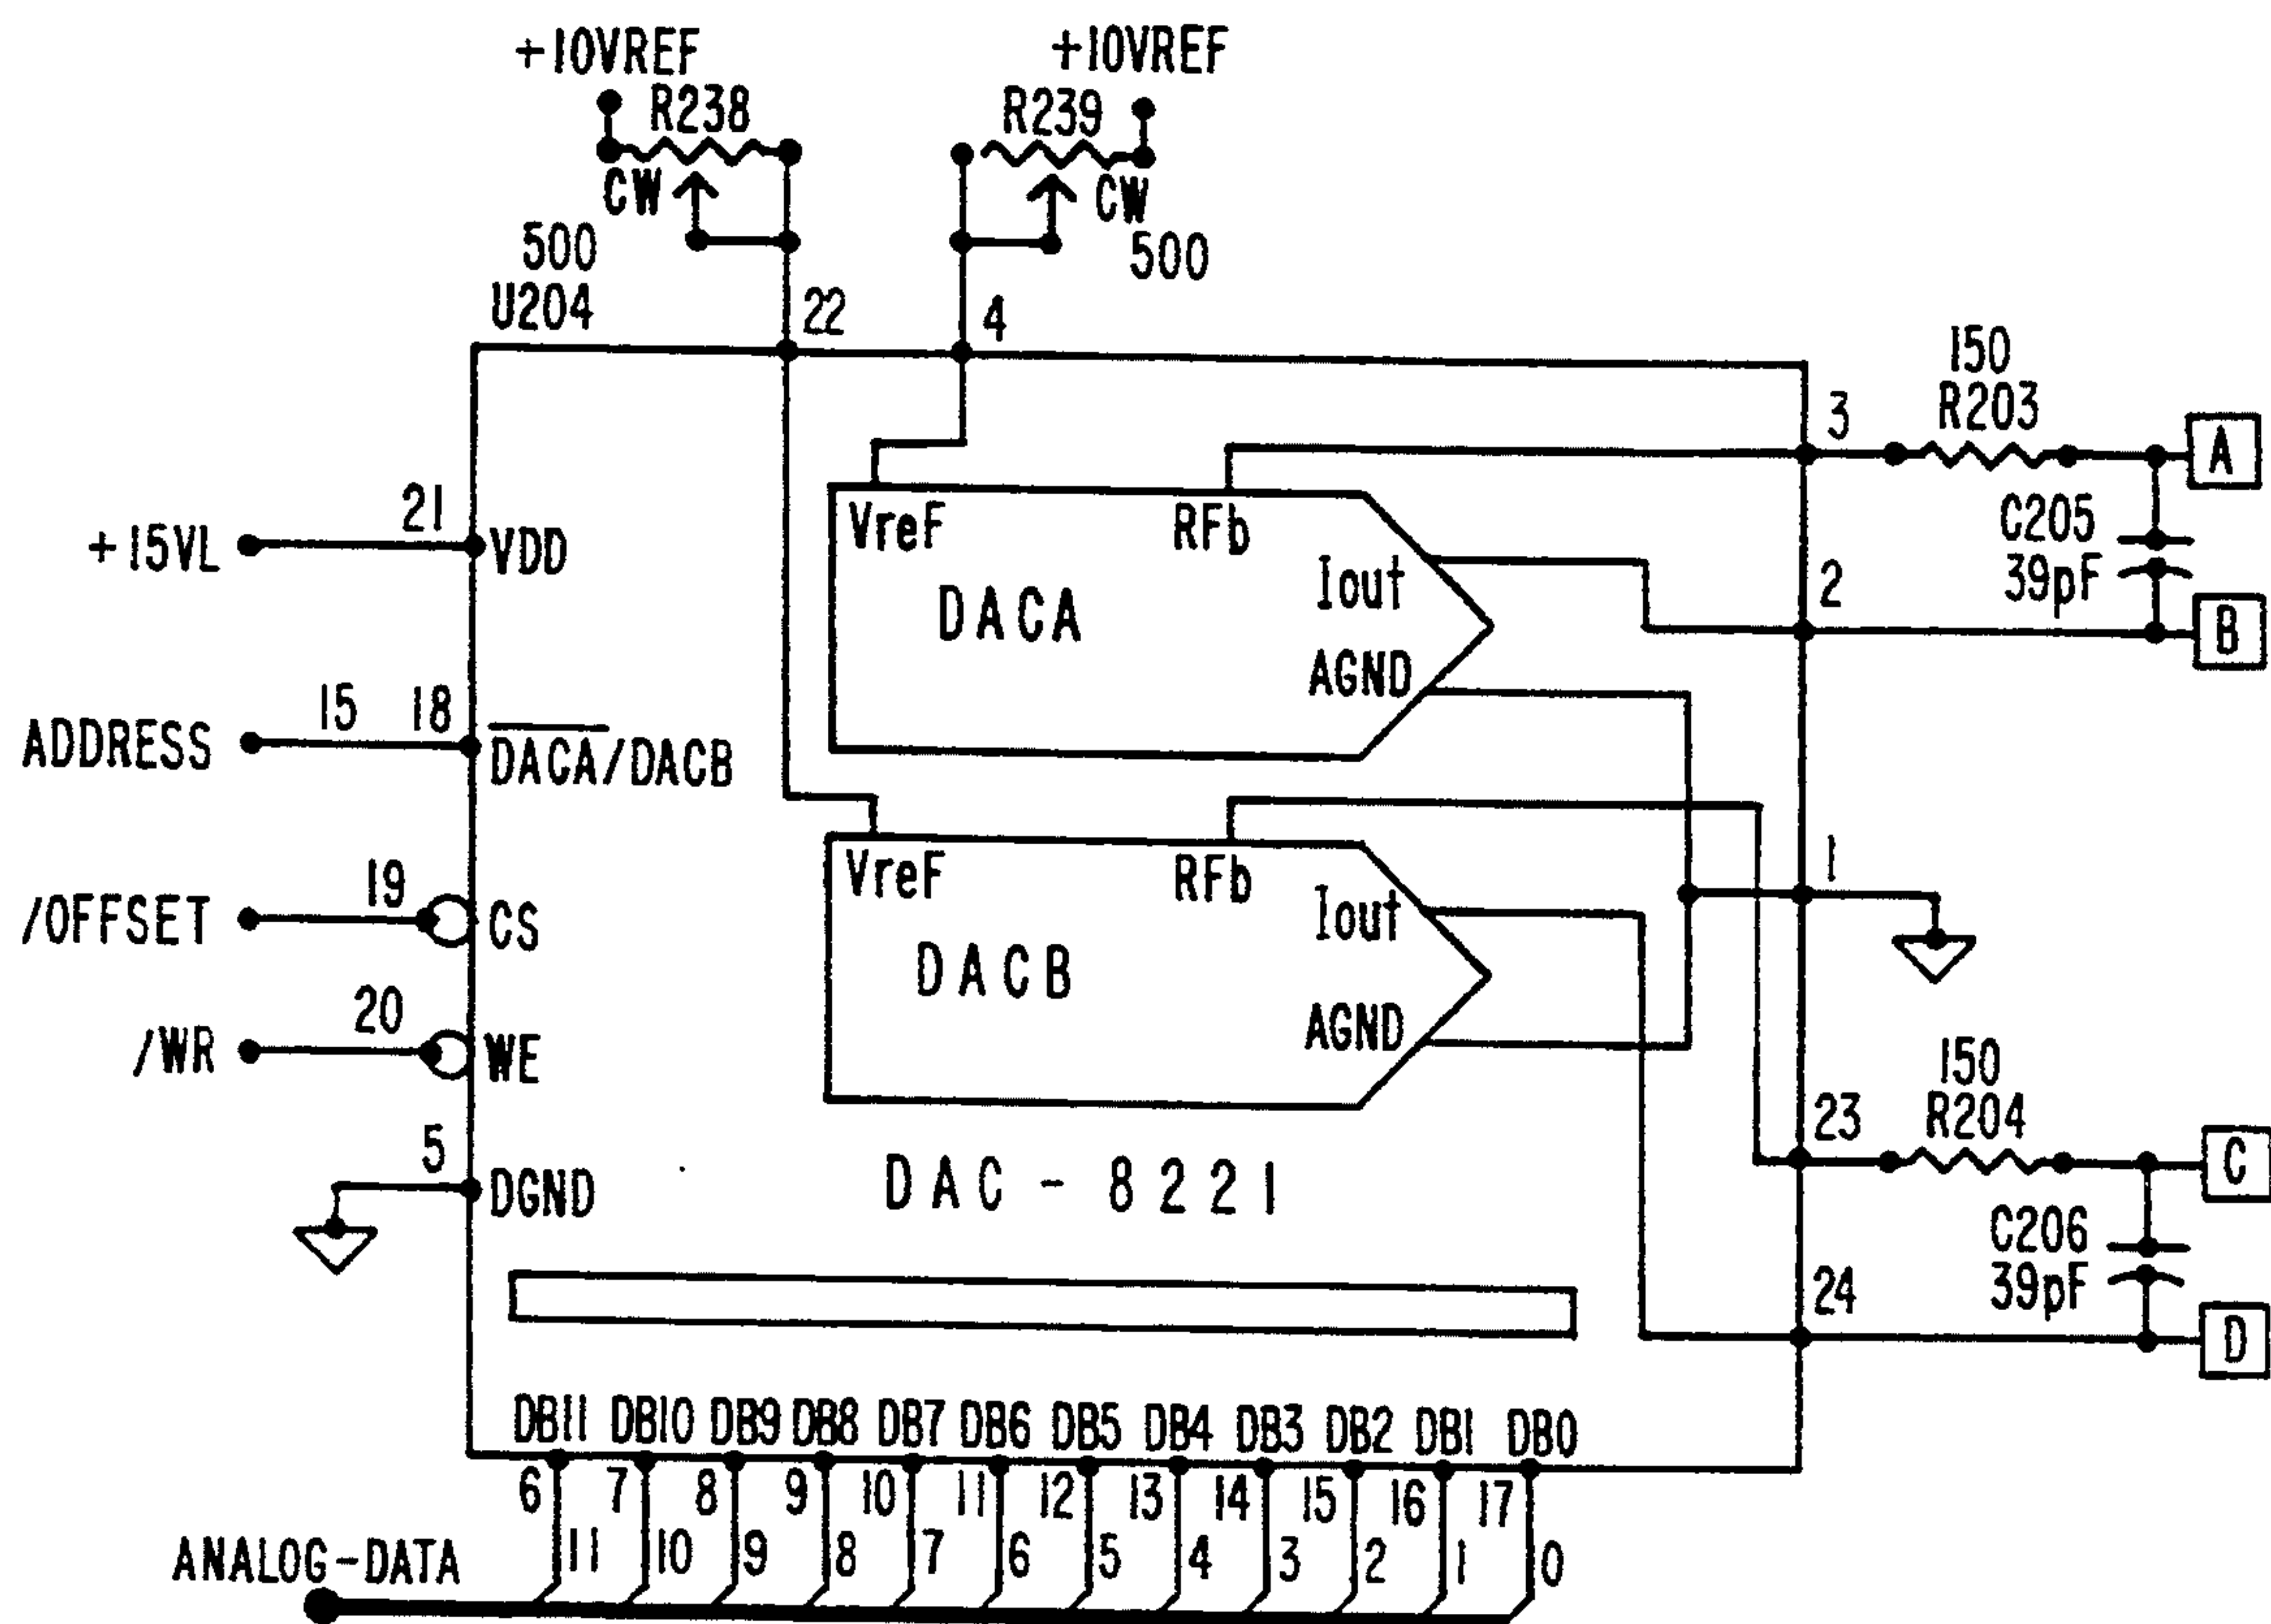 +10VREF
+10VREF
R238
R239
CW
CW
500
500
U204
22
4
150
R203
3
A
21
+15VL
VDD
VreF
RFb
C205
39pF
Iout
DACA
2
B
AGND
15
18
ADDRESS
DACA/DACB
19
/OFFSET
CS
VreF
RFb
1
Iout
DACB
20
/WR
WE
AGND
150
R204
23
C
5
DGND
DAC-8221
C206
39pF
24
D
DB11 DB10 DB9 DB8 DB7 DB6 DB5 DB4 DB3 DB2 DB1 DB0
6 7 8 9 10 11 12 13 14 15 16 17
11 10 9 8 7 6 5 4 3 2 1 0
ANALOG-DATA